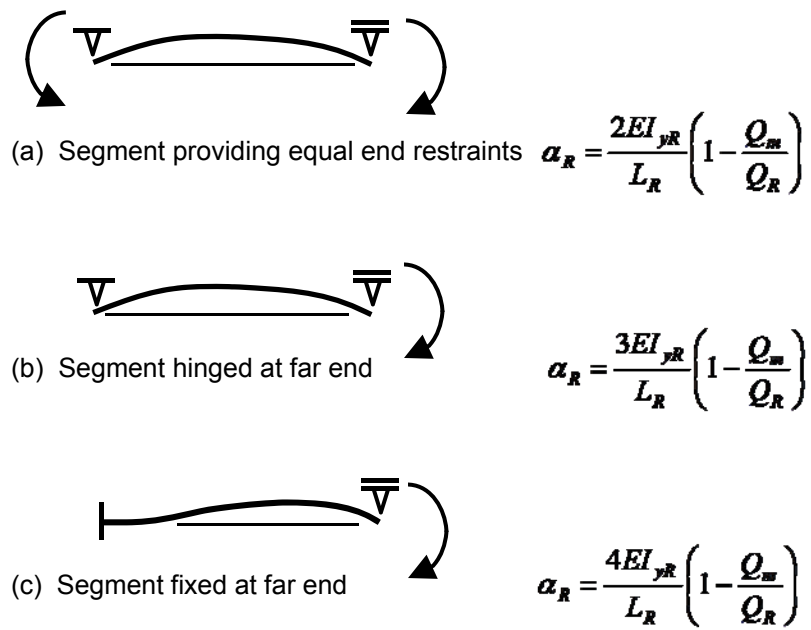 (a) Segment providing equal end restraints α_R = 2EI_yR / L_R (1 − Q_m / Q_R)
(b) Segment hinged at far end α_R = 3EI_yR / L_R (1 − Q_m / Q_R)
(c) Segment fixed at far end α_R = 4EI_yR / L_R (1 − Q_m / Q_R)